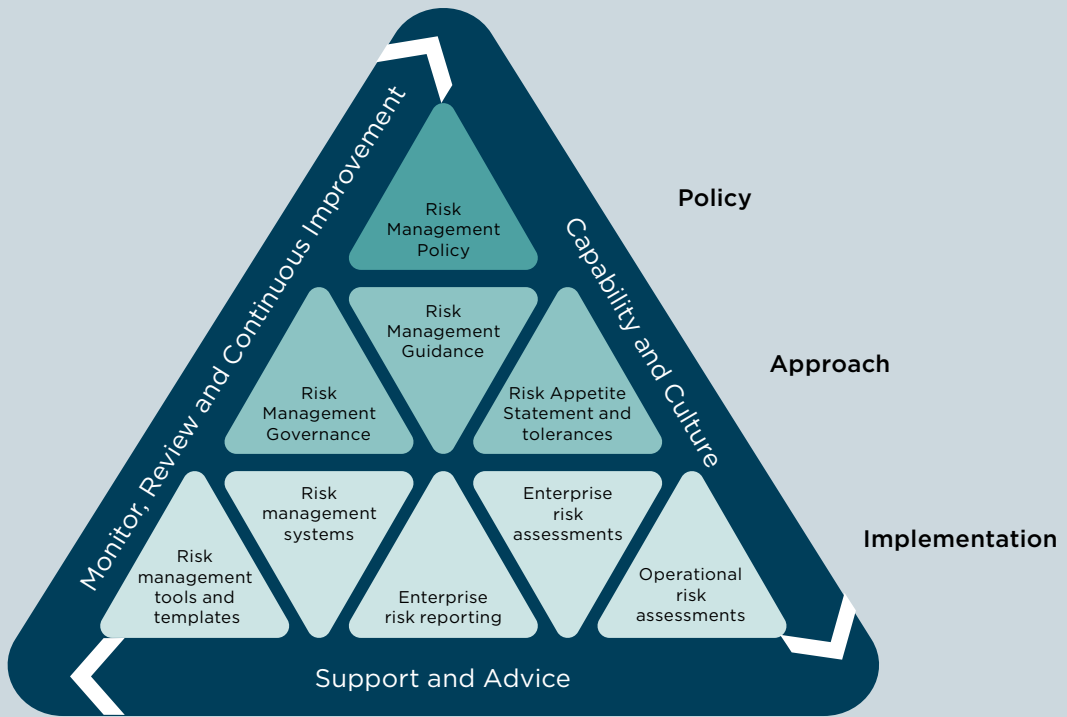 Monitor, Review and Continuous Improvement
Capability and Culture
Support and Advice
Policy
Risk
Management
Policy
Approach
Risk
Management
Governance
Risk
Management
Guidance
Risk Appetite
Statement and
tolerances
Implementation
Risk
management
tools and
templates
Risk
management
systems
Enterprise
risk reporting
Enterprise
risk
assessments
Operational
risk
assessments